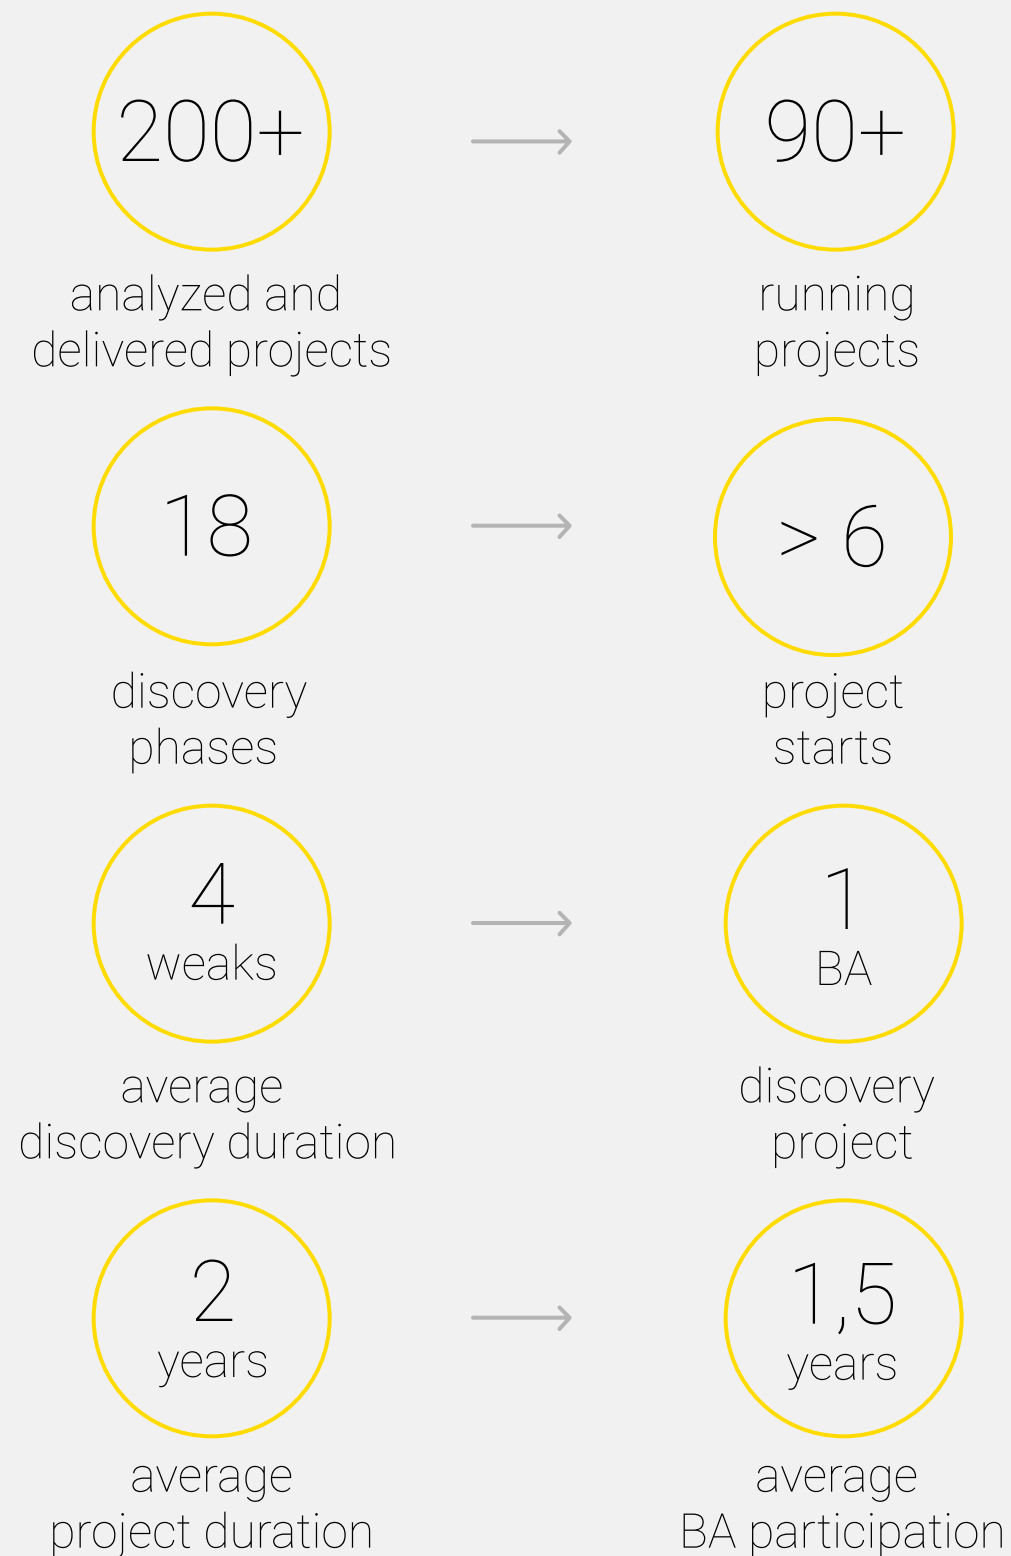 200+
90+
analyzed and
delivered projects
running
projects
18
> 6
discovery
phases
project
starts
4
weaks
1
BA
average
discovery duration
discovery
project
2
years
1,5
years
average
project duration
average
BA participation